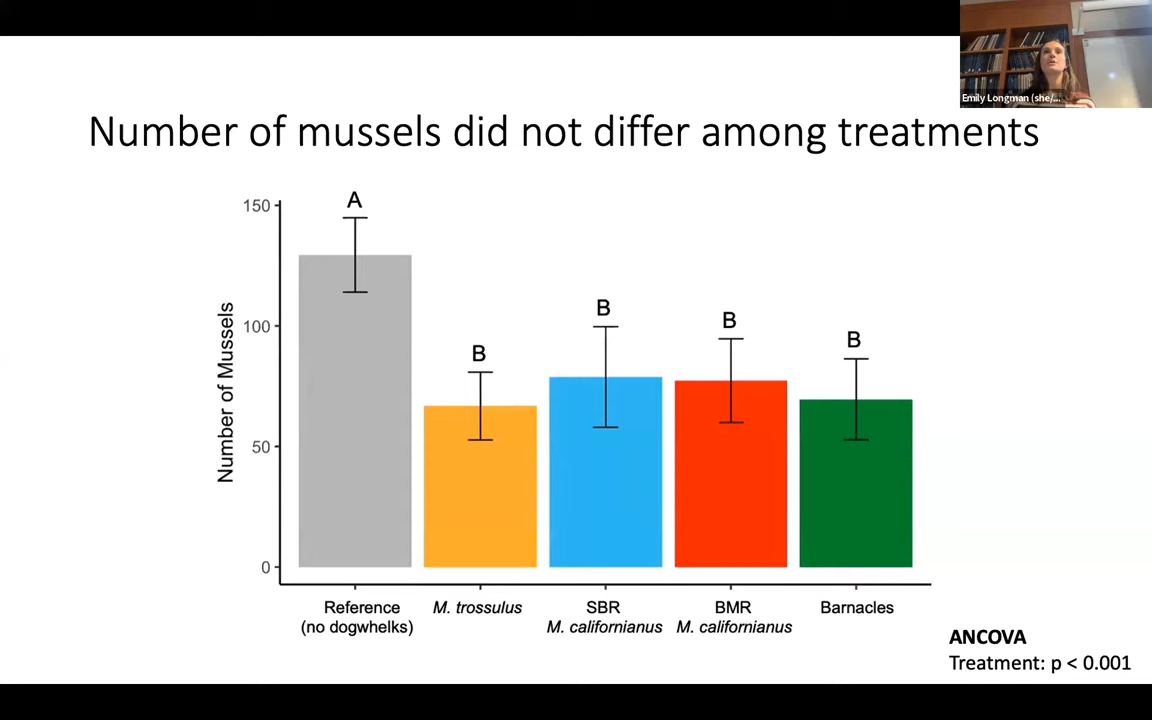 Emily Longman (she/...
Number of mussels did not differ among treatments
150
100
50
0
Number of Mussels
A
B
B
B
B
Reference
(no dogwhelks)
M. trossulus
SBR
M. californianus
BMR
M. californianus
Barnacles
ANCOVA
Treatment: p < 0.001